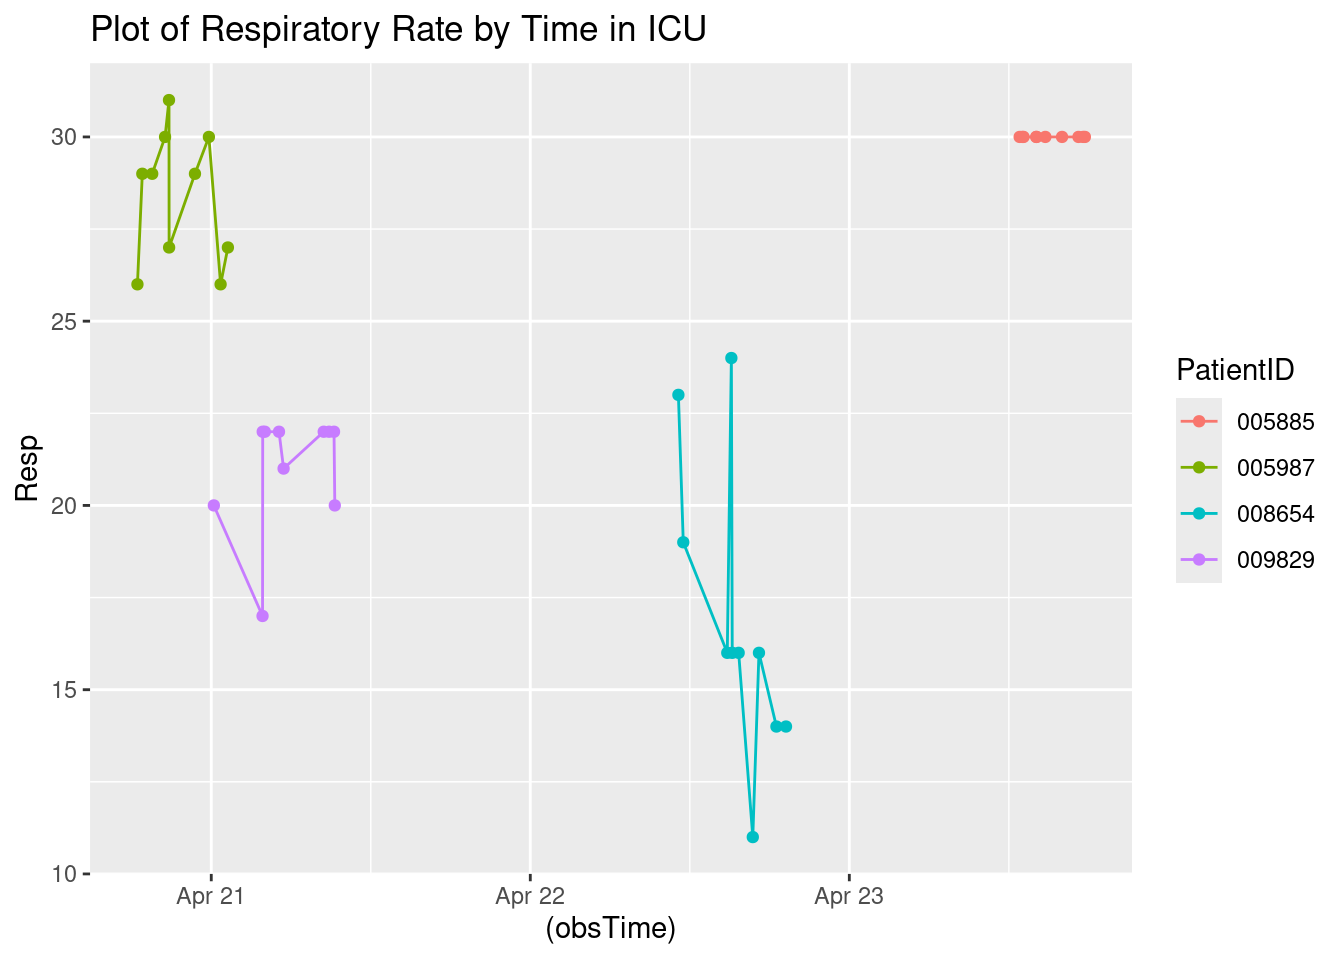 Plot of Respiratory Rate by Time in ICU
Resp
30
25
20
15
10
Apr 21
Apr 22
Apr 23
(obsTime)
PatientID
005885
005987
008654
009829